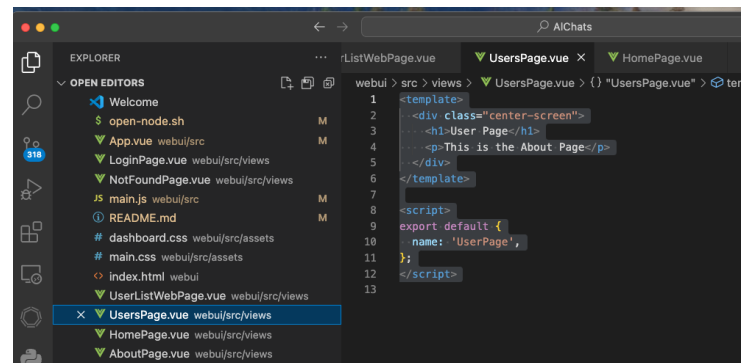 AIChats
EXPLORER
rListWebPage.vue
UsersPage.vue
HomePage.vue
OPEN EDITORS
webui > src > views > UsersPage.vue > {} "UsersPage.vue" >
Welcome
open-node.sh M
App.vue webui/src M
LoginPage.vue webui/src/views
NotFoundPage.vue webui/src/views
main.js webui/src M
README.md M
dashboard.css webui/src/assets
main.css webui/src/assets
index.html webui
UserListWebPage.vue webui/src/views
UsersPage.vue webui/src/views
HomePage.vue webui/src/views
AboutPage.vue webui/src/views
318
1 <template>
2 <div class="center-screen">
3 <h1>User Page</h1>
4 <p>This is the About Page</p>
5 </div>
6 </template>
7
8 <script>
9 export default {
10 name: 'UserPage',
11 };
12 </script>
13